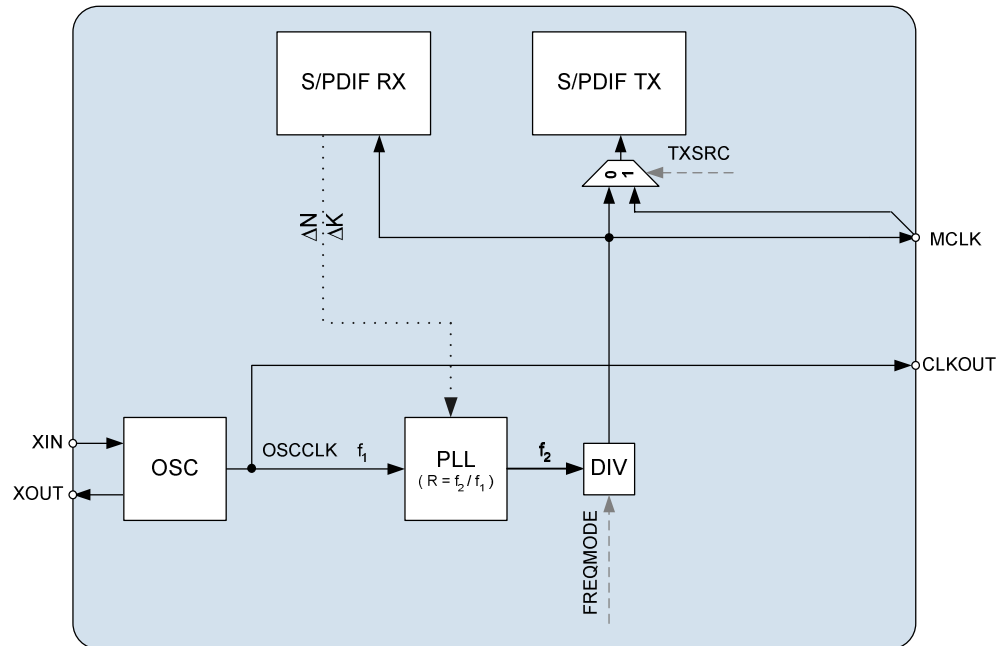 S/PDIF RX
S/PDIF TX
TXSRC
0
1
ΔN
ΔK
MCLK
CLKOUT
XIN
XOUT
OSC
OSCCLK f₁
PLL
( R = f₂ / f₁ )
f₂
DIV
FREQMODE